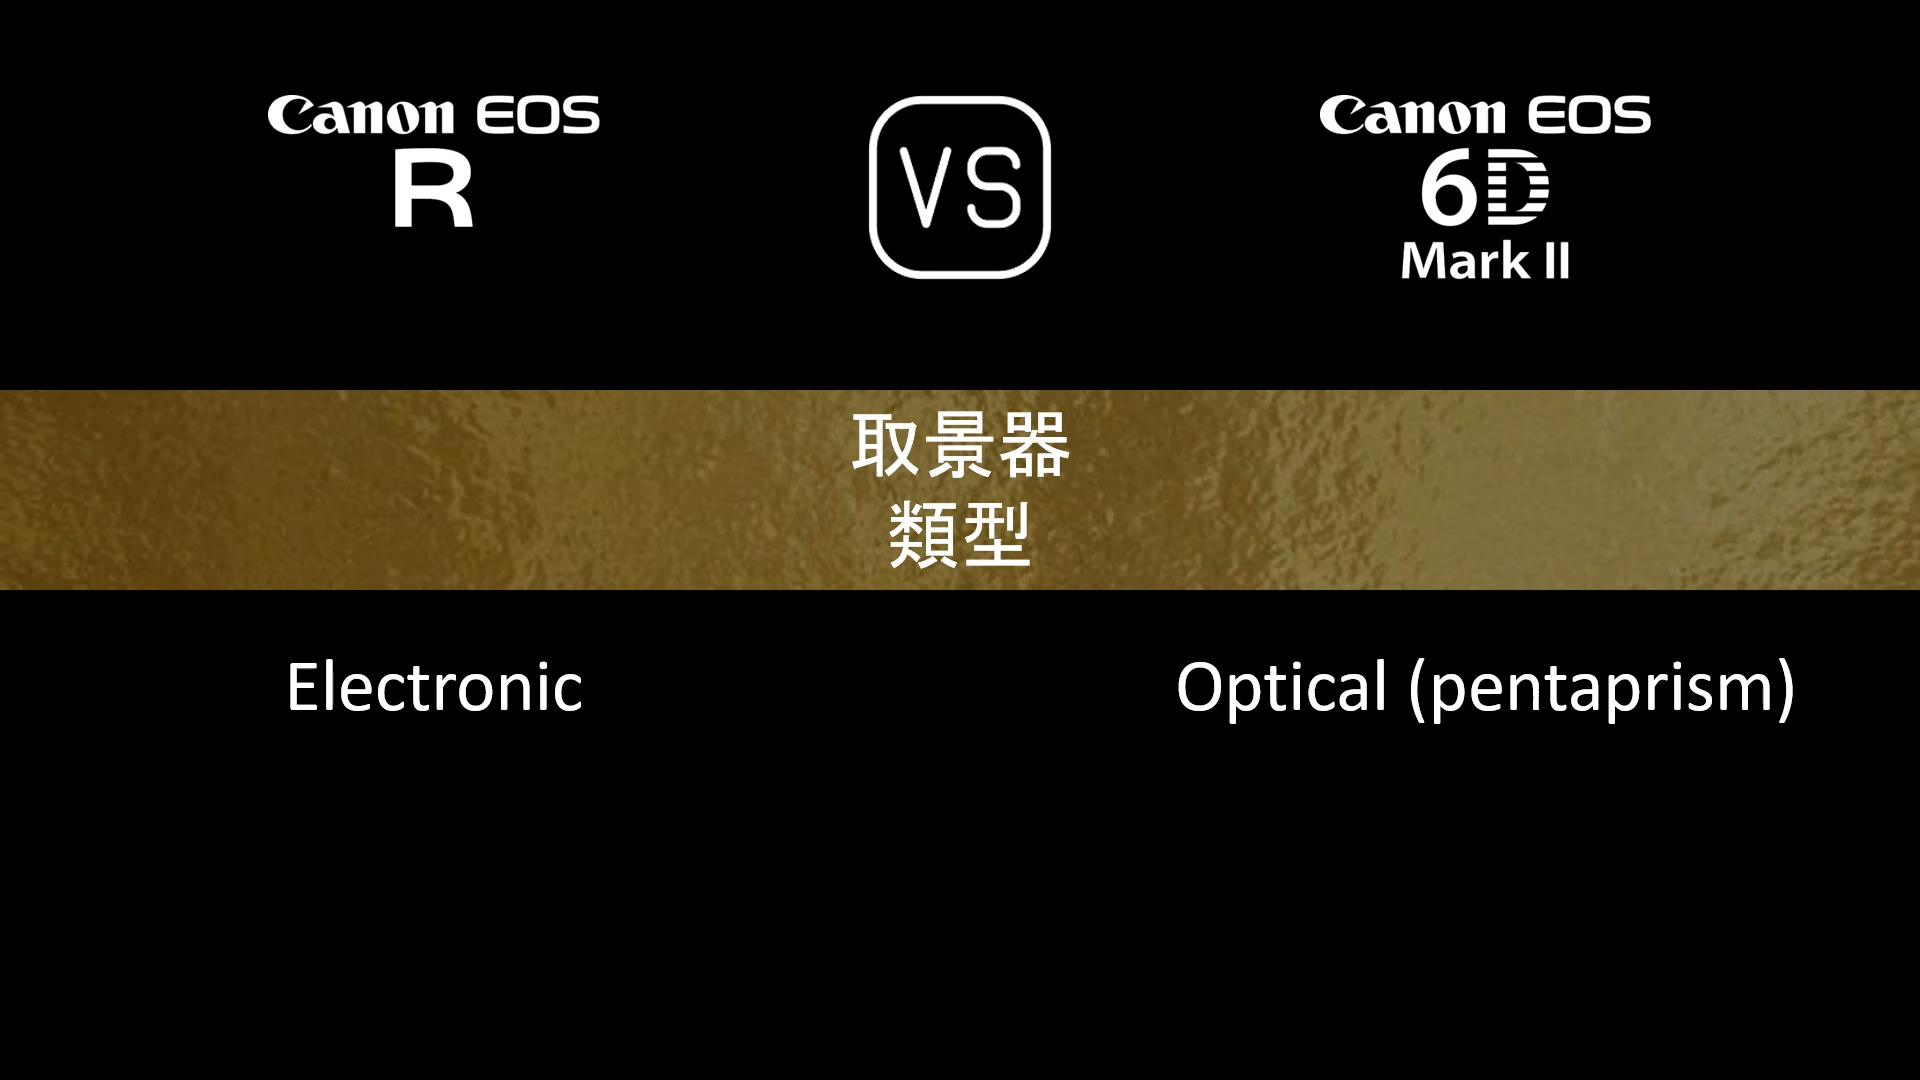 Canon EOS
R
VS
Canon EOS
6D
Mark II
取景器
類型
Electronic
Optical (pentaprism)